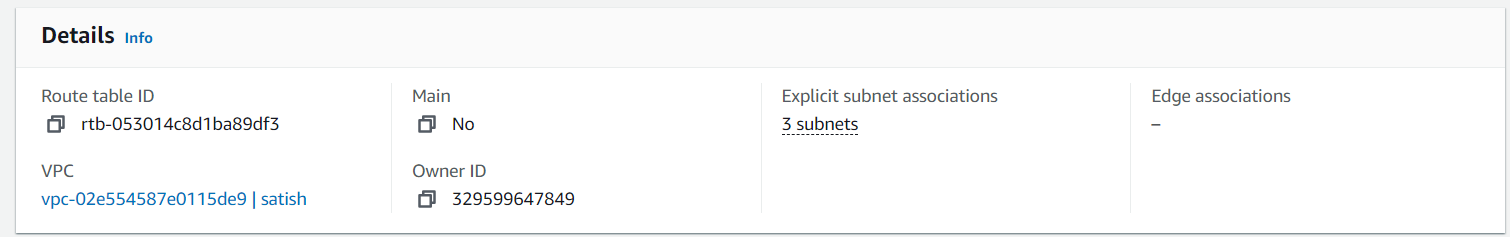 Details Info
Route table ID
rtb-053014c8d1ba89df3
Main
No
Explicit subnet associations
3 subnets
Edge associations
–
VPC
vpc-02e554587e0115de9 | satish
Owner ID
329599647849